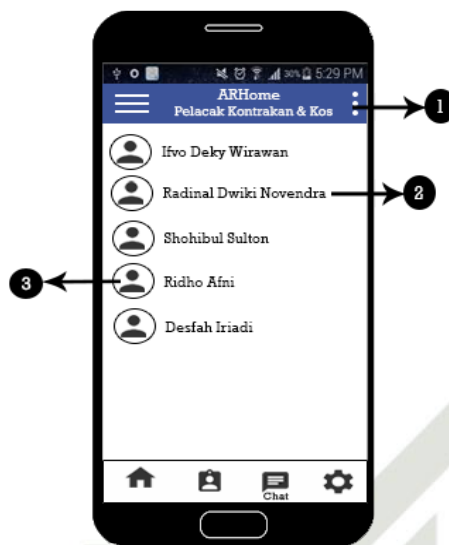 30% 5:29 PM
ARHome
Pelacak Kontrakan & Kos
1
Ifvo Deky Wirawan
Radinal Dwiki Novendra
2
Shohibul Sulton
3
Ridho Afni
Desfah Iriadi
Chat